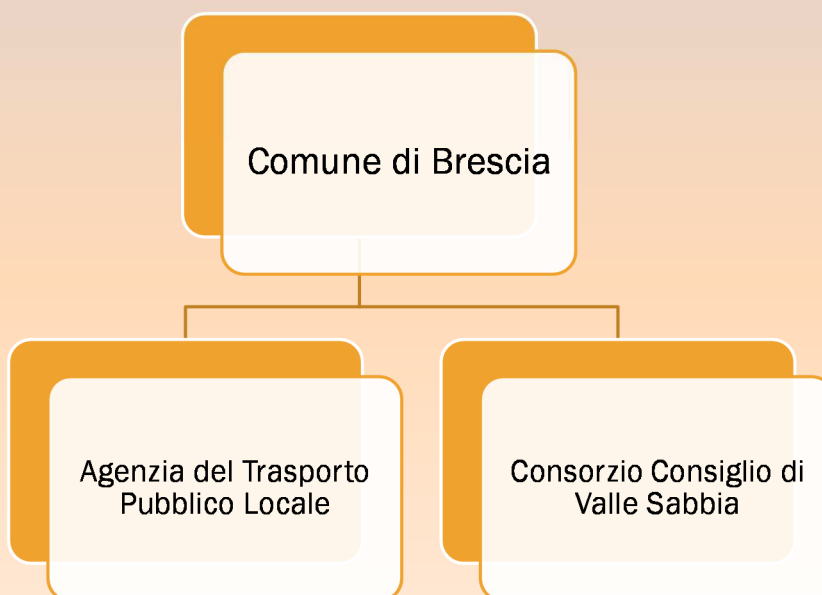 Comune di Brescia
Agenzia del Trasporto
Pubblico Locale
Consorzio Consiglio di
Valle Sabbia